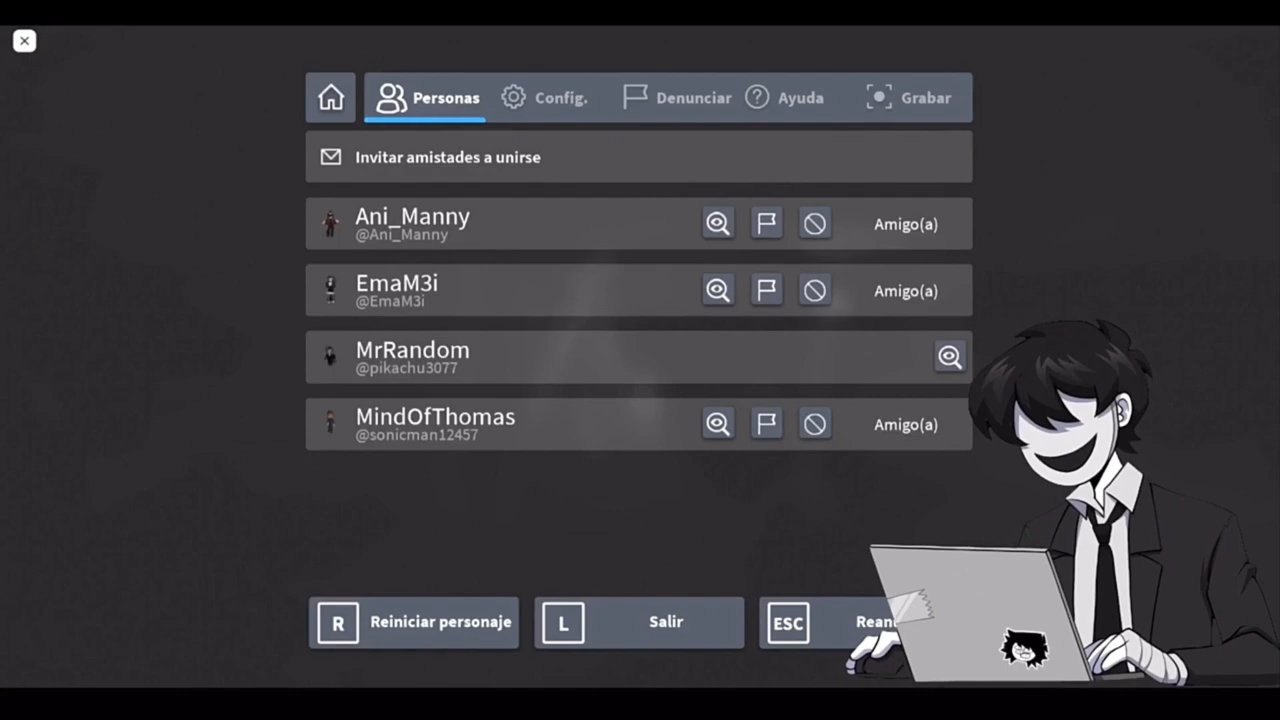 Personas
Config.
Denunciar
Ayuda
Grabar
Invitar amistades a unirse
Ani_Manny
@Ani_Manny
Amigo(a)
EmaM3i
@EmaM3i
Amigo(a)
MrRandom
@pikachu3077
MindOfThomas
@sonicman12457
Amigo(a)
R Reiniciar personaje
L Salir
ESC